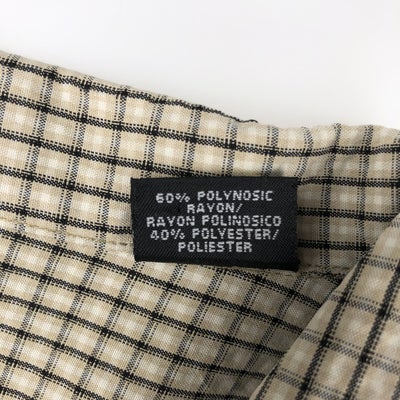 60% POLYNOSIC
RAYON/
RAYON POLINOSICO
40% POLYESTER/
POLIESTER